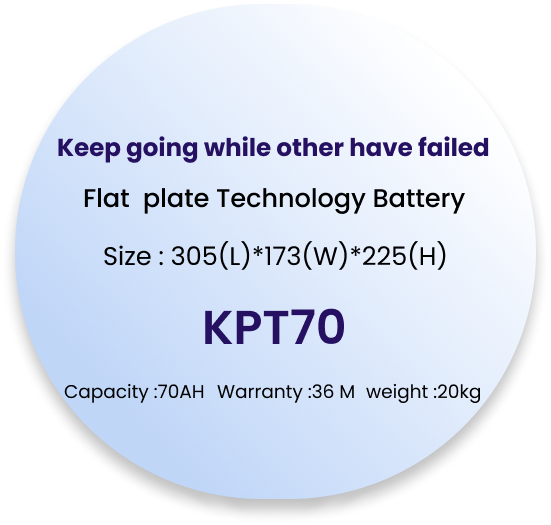 Keep going while other have failed
Flat plate Technology Battery
Size : 305(L)*173(W)*225(H)
KPT70
Capacity :70AH Warranty :36 M weight :20kg